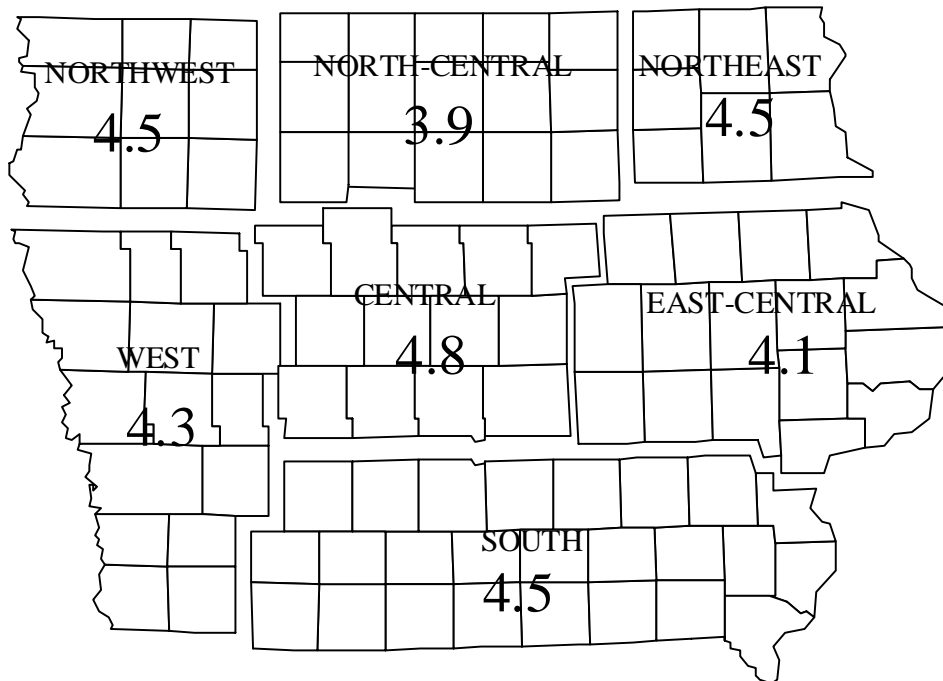 NORTHWEST
4.5
NORTH-CENTRAL
3.9
NORTHEAST
4.5
WEST
4.3
CENTRAL
4.8
EAST-CENTRAL
4.1
SOUTH
4.5